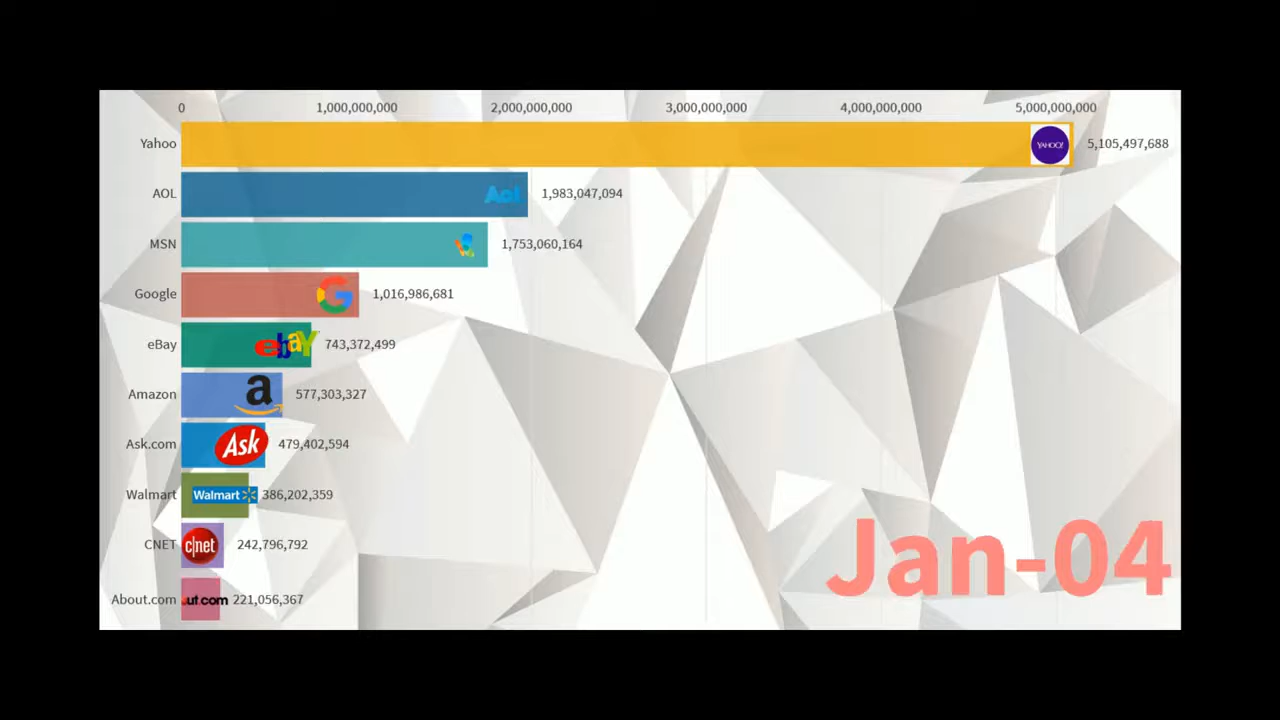 0 1,000,000,000 2,000,000,000 3,000,000,000 4,000,000,000 5,000,000,000
Yahoo YAHOO! 5,105,497,688
AOL Aol 1,983,047,094
MSN 1,753,060,164
Google G 1,016,986,681
eBay ebaY 743,372,499
Amazon a 577,303,327
Ask.com Ask 479,402,594
Walmart Walmart 386,202,359
CNET c|net 242,796,792
About.com ut.com 221,056,367
Jan-04